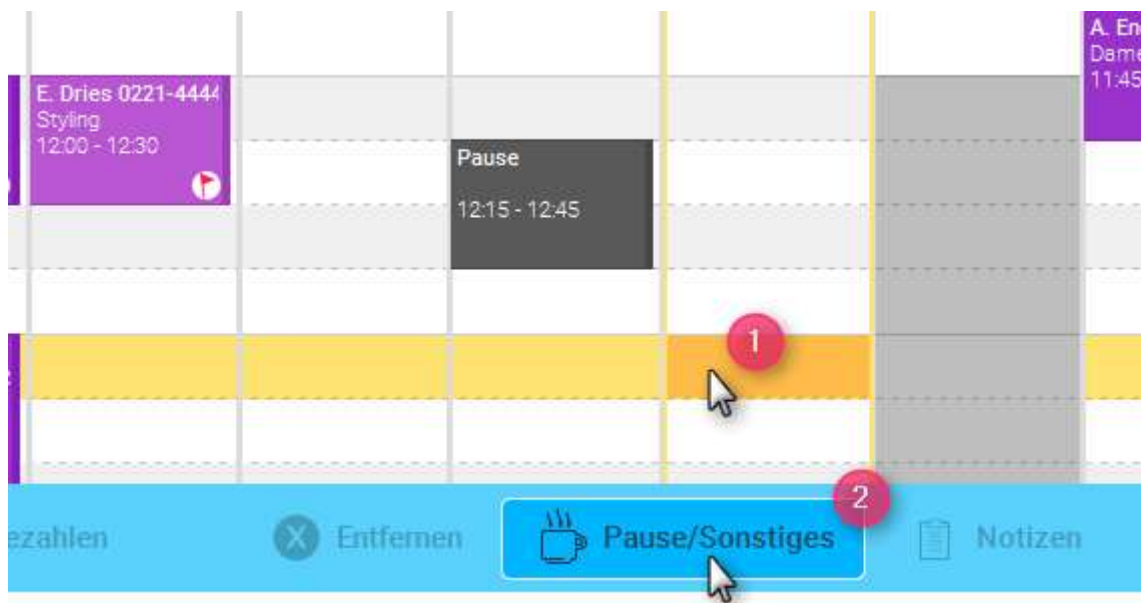 A. En
Dame
11:45
E. Dries 0221-4444
Styling
12:00 - 12:30
Pause
12:15 - 12:45
1
2
ezahlen
Entfernen
Pause/Sonstiges
Notizen